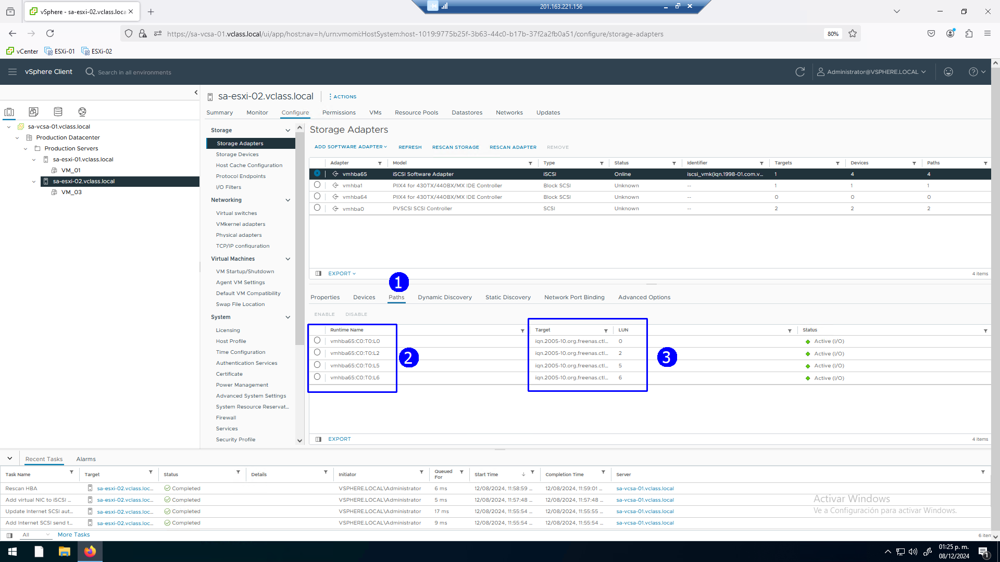 vSphere - sa-esxi-02.vclass.loca
201.163.221.156
https://sa-vcsa-01.vclass.local/ui/app/host;nav=h/urn:vmomi:HostSystem:host-1019:9775b25f-3b63-44c0-b17b-37f2a2fb0a51/configure/storage-adapters
80%
vCenter ESXi-01 ESXi-02
vSphere Client Search in all environments Administrator@VSPHERE.LOCAL
sa-vcsa-01.vclass.local
Production Datacenter
Production Servers
sa-esxi-01.vclass.local
VM_01
sa-esxi-02.vclass.local
VM_03
sa-esxi-02.vclass.local ACTIONS
Summary Monitor Configure Permissions VMs Resource Pools Datastores Networks Updates
Storage
Storage Adapters
Storage Devices
Host Cache Configuration
Protocol Endpoints
I/O Filters
Networking
Virtual switches
VMkernel adapters
Physical adapters
TCP/IP configuration
Virtual Machines
VM Startup/Shutdown
Agent VM Settings
Default VM Compatibility
Swap File Location
System
Licensing
Host Profile
Time Configuration
Authentication Services
Certificate
Power Management
Advanced System Settings
System Resource Reservat...
Firewall
Services
Security Profile
Storage Adapters
ADD SOFTWARE ADAPTER REFRESH RESCAN STORAGE RESCAN ADAPTER REMOVE
Adapter Model Type Status Identifier Targets Devices Paths
vmhba65 iSCSI Software Adapter iSCSI Online iscsi_vmk(iqn.1998-01.com.v... 1 4 4
vmhba1 PIIX4 for 430TX/440BX/MX IDE Controller Block SCSI Unknown -- 1 1 1
vmhba64 PIIX4 for 430TX/440BX/MX IDE Controller Block SCSI Unknown -- 0 0 0
vmhba0 PVSCSI SCSI Controller SCSI Unknown -- 2 2 2
EXPORT 4 items
1
Properties Devices Paths Dynamic Discovery Static Discovery Network Port Binding Advanced Options
ENABLE DISABLE
Runtime Name Target LUN Status
vmhba65:C0:T0:L0 iqn.2005-10.org.freenas.ctl... 0 Active (I/O)
vmhba65:C0:T0:L2 iqn.2005-10.org.freenas.ctl... 2 Active (I/O)
2 3
vmhba65:C0:T0:L5 iqn.2005-10.org.freenas.ctl... 5 Active (I/O)
vmhba65:C0:T0:L6 iqn.2005-10.org.freenas.ctl... 6 Active (I/O)
EXPORT 4 items
Recent Tasks Alarms
Task Name Target Status Details Initiator Queued For Start Time Completion Time Server
Rescan HBA sa-esxi-02.vclass.loc... Completed VSPHERE.LOCAL\Administrator 6 ms 12/08/2024, 11:58:59 ... 12/08/2024, 11:59:01 ... sa-vcsa-01.vclass.local
Add virtual NIC to iSCSI ... sa-esxi-02.vclass.loc... Completed VSPHERE.LOCAL\Administrator 5 ms 12/08/2024, 11:57:48 ... 12/08/2024, 11:57:48 ... sa-vcsa-01.vclass.local
Update Internet SCSI aut... sa-esxi-02.vclass.loc... Completed VSPHERE.LOCAL\Administrator 17 ms 12/08/2024, 11:55:54 ... 12/08/2024, 11:55:55 ... sa-vcsa-01.vclass.local
Add Internet SCSI send t... sa-esxi-02.vclass.loc... Completed VSPHERE.LOCAL\Administrator 9 ms 12/08/2024, 11:55:54 ... 12/08/2024, 11:55:54 ... sa-vcsa-01.vclass.local
Activar Windows
Ve a Configuración para activar Windows.
All More Tasks 6 item
01:25 p. m.
08/12/2024
1